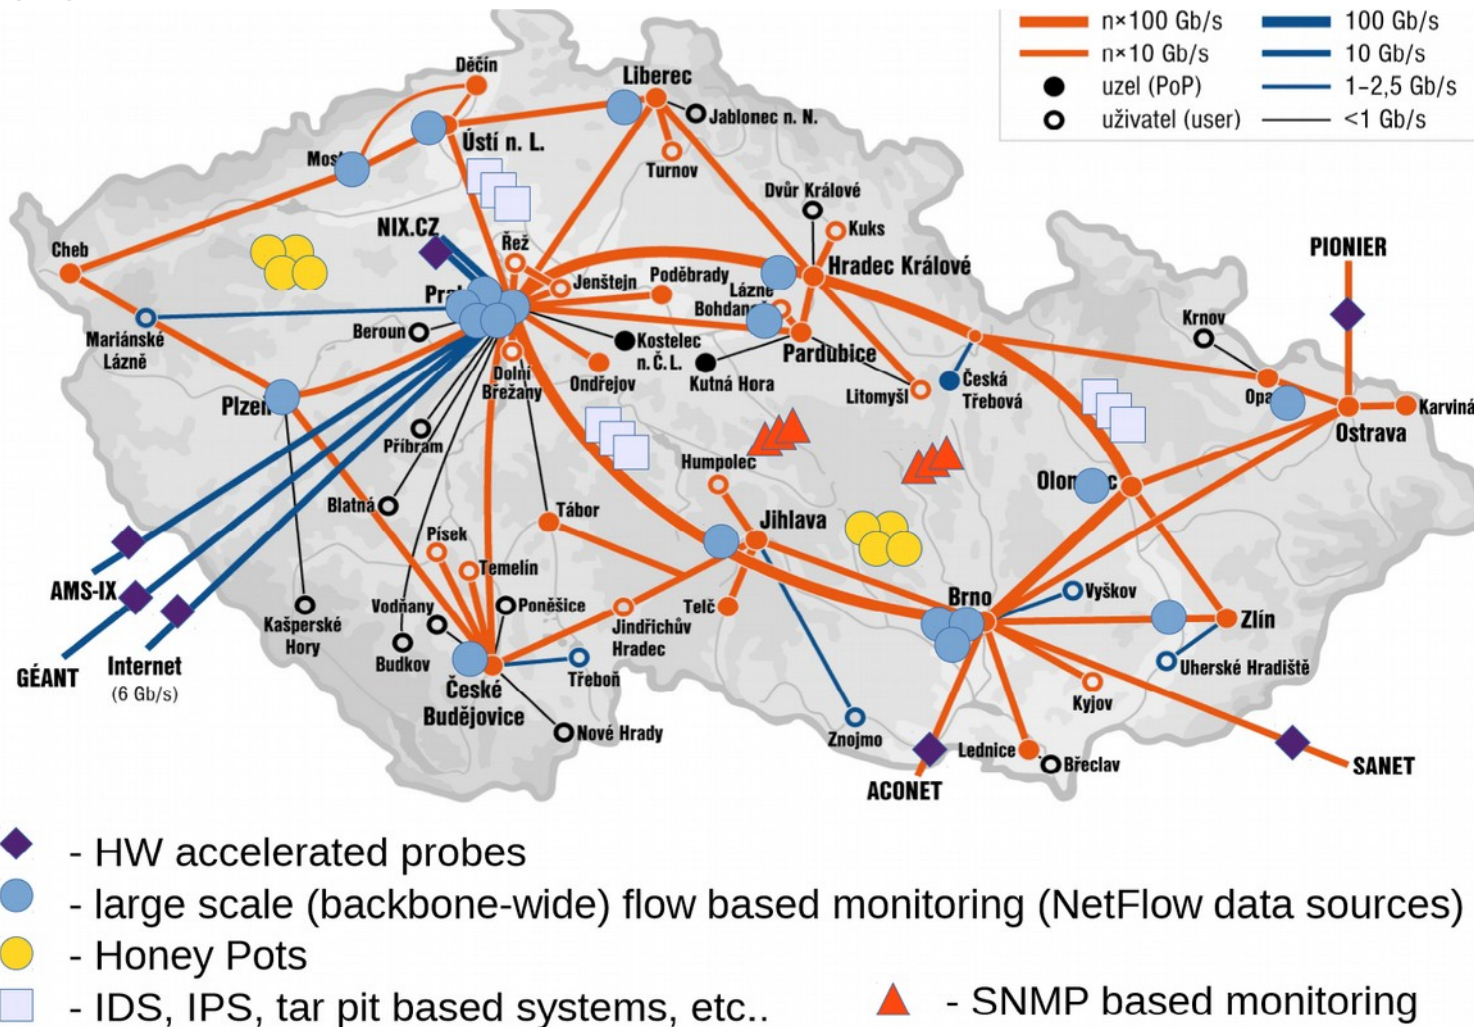 n×100 Gb/s
100 Gb/s
n×10 Gb/s
10 Gb/s
uzel (PoP)
1–2,5 Gb/s
uživatel (user)
<1 Gb/s
Děčín
Liberec
Jablonec n. N.
Ústí n. L.
Most
Turnov
Dvůr Králové
Kuks
NIX.CZ
Řež
Cheb
Hradec Králové
PIONIER
Jenštejn
Poděbrady
Lázně
Bohdaneč
Pra
Krnov
Mariánské
Lázně
Beroun
Kostelec
n. Č. L.
Pardubice
Kutná Hora
Dolní
Břežany
Ondřejov
Litomyšl
Česká
Třebová
Opa
Karviná
Ostrava
Plzeň
Příbram
Humpolec
Olomouc
Blatná
Tábor
Jihlava
Písek
Temelín
AMS-IX
Vodňany
Poněšice
Telč
Brno
Vyškov
Kašperské
Hory
Jindřichův
Hradec
Zlín
Budkov
GÉANT
Internet
(6 Gb/s)
Třeboň
Uherské Hradiště
České
Budějovice
Kyjov
Nové Hrady
Znojmo
Lednice
Břeclav
SANET
ACONET
- HW accelerated probes
- large scale (backbone-wide) flow based monitoring (NetFlow data sources)
- Honey Pots
- IDS, IPS, tar pit based systems, etc..
- SNMP based monitoring